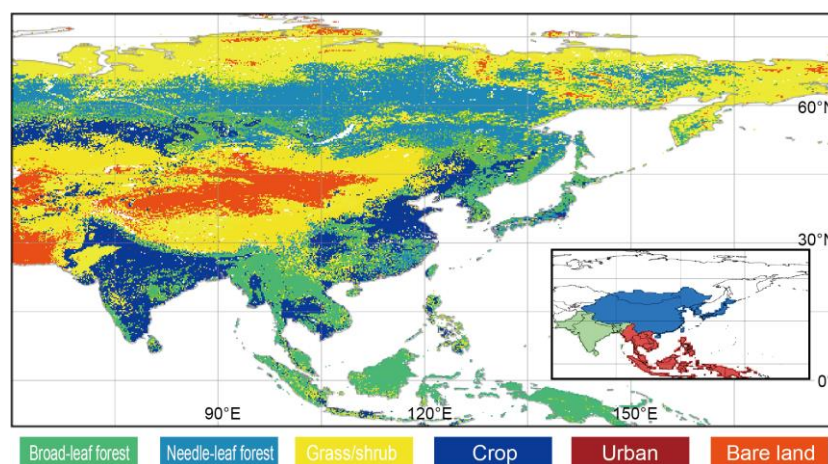 60°N
30°N
0°
90°E 120°E 150°E
Broad-leaf forest Needle-leaf forest Grass/shrub Crop Urban Bare land